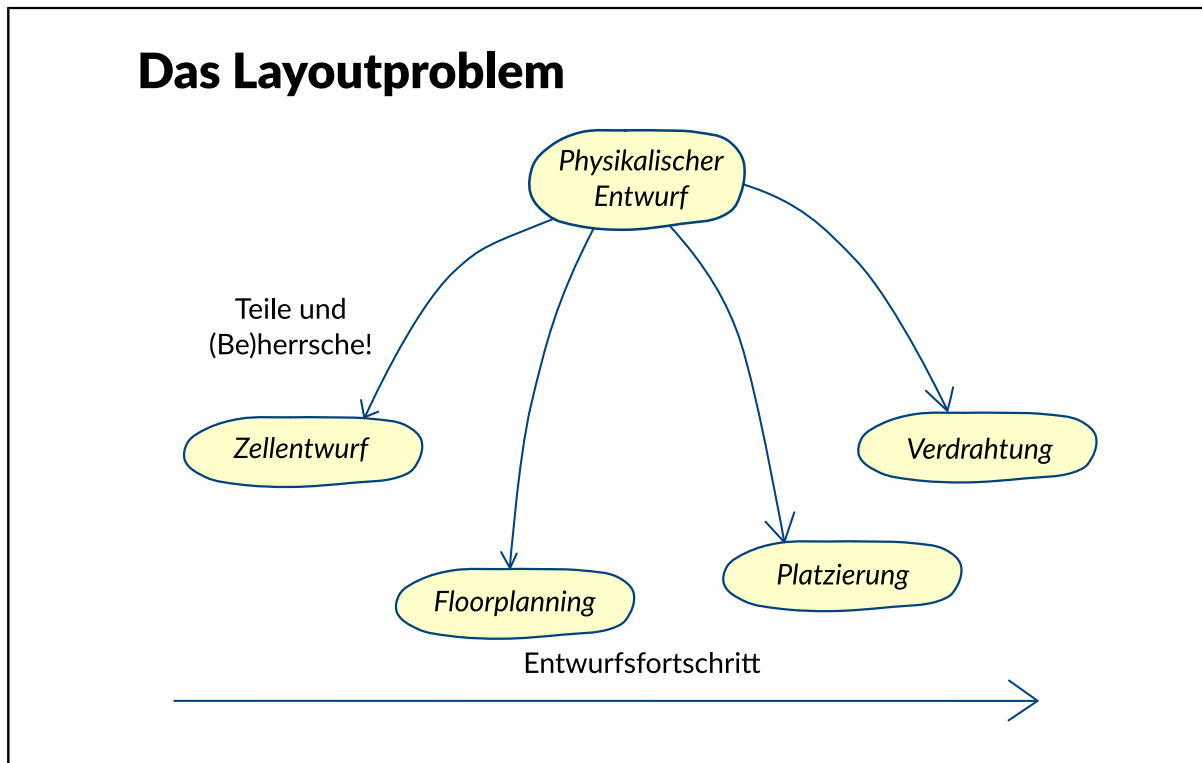 Das Layoutproblem
Physikalischer
Entwurf
Teile und
(Be)herrsche!
Zellentwurf
Verdrahtung
Floorplanning
Platzierung
Entwurfsfortschritt